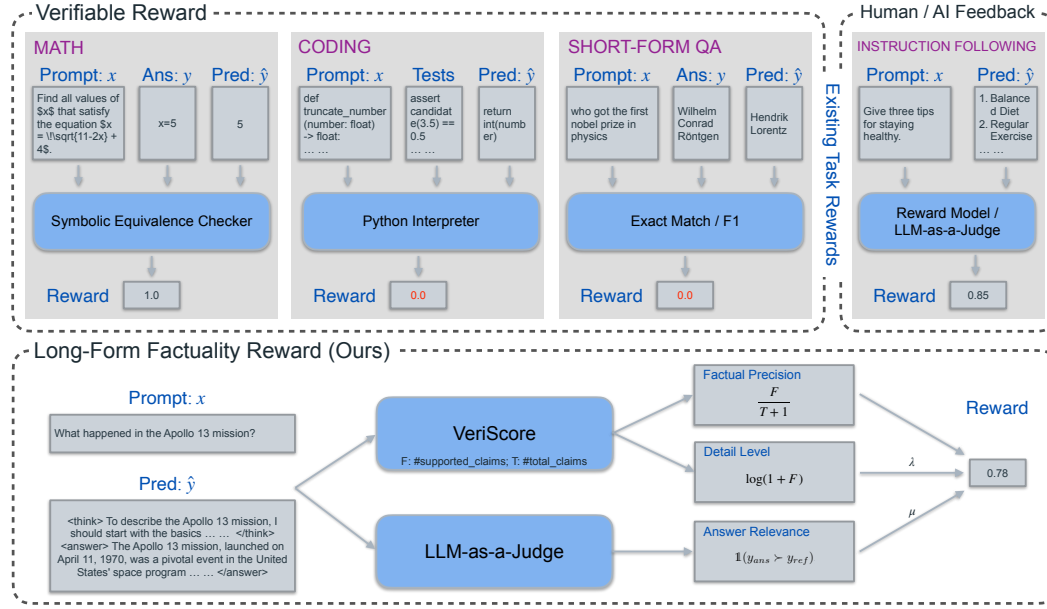 Verifiable Reward
Human / AI Feedback
MATH
Prompt: x
Ans: y
Pred: ŷ
Find all values of
$x$ that satisfy
the equation $x
= \!\sqrt{11-2x} +
4$.
x=5
5
Symbolic Equivalence Checker
Reward
1.0
CODING
Prompt: x
Tests
Pred: ŷ
def
truncate_number
(number: float)
-> float:
... ...
assert
candidat
e(3.5) ==
0.5
... ...
return
int(numb
er)
Python Interpreter
Reward
0.0
SHORT-FORM QA
Prompt: x
Ans: y
Pred: ŷ
who got the first
nobel prize in
physics
Wilhelm
Conrad
Röntgen
Hendrik
Lorentz
Exact Match / F1
Reward
0.0
Existing Task Rewards
INSTRUCTION FOLLOWING
Prompt: x
Pred: ŷ
Give three tips
for staying
healthy.
1. Balance
d Diet
2. Regular
Exercise
... ...
Reward Model /
LLM-as-a-Judge
Reward
0.85
Long-Form Factuality Reward (Ours)
Prompt: x
What happened in the Apollo 13 mission?
Pred: ŷ
<think> To describe the Apollo 13 mission, I
should start with the basics ... ... </think>
<answer> The Apollo 13 mission, launched on
April 11, 1970, was a pivotal event in the United
States' space program ... ... </answer>
VeriScore
F: #supported_claims; T: #total_claims
LLM-as-a-Judge
Factual Precision
F
T + 1
Detail Level
log(1 + F)
Answer Relevance
𝟙(y_ans ≻ y_ref)
λ
μ
Reward
0.78